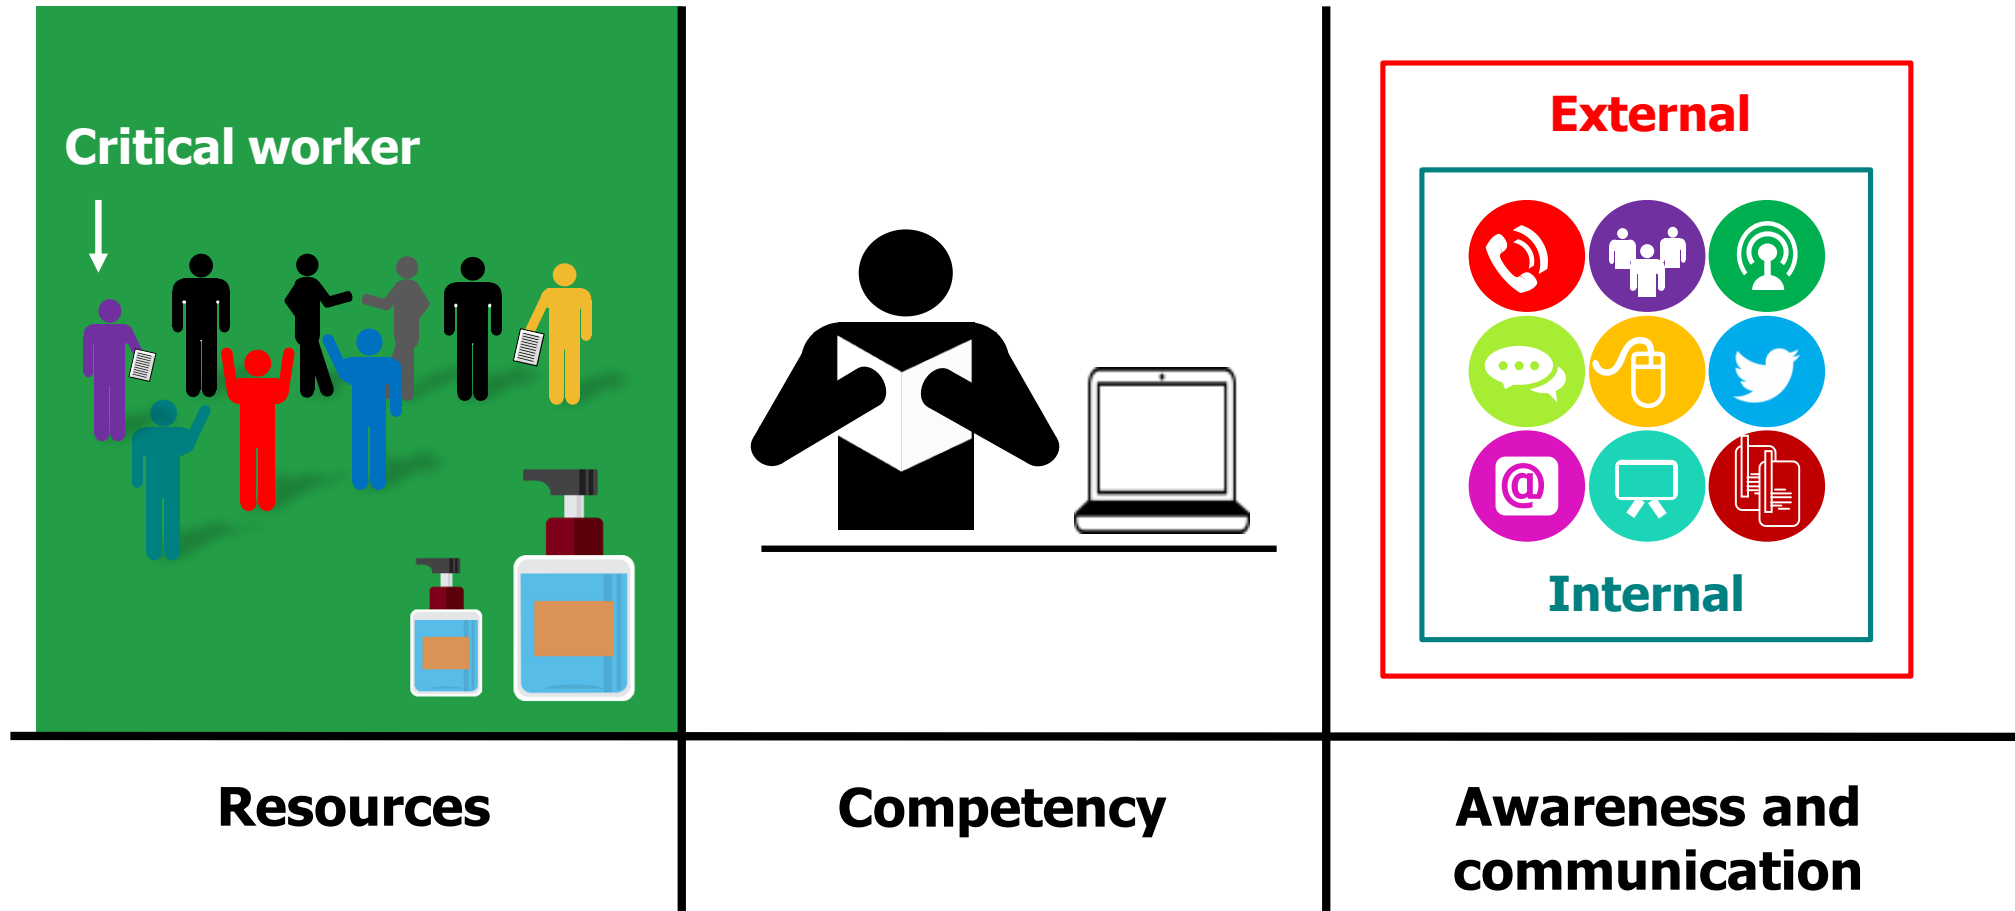 Critical worker
External
@
Internal
Resources
Competency
Awareness and
communication